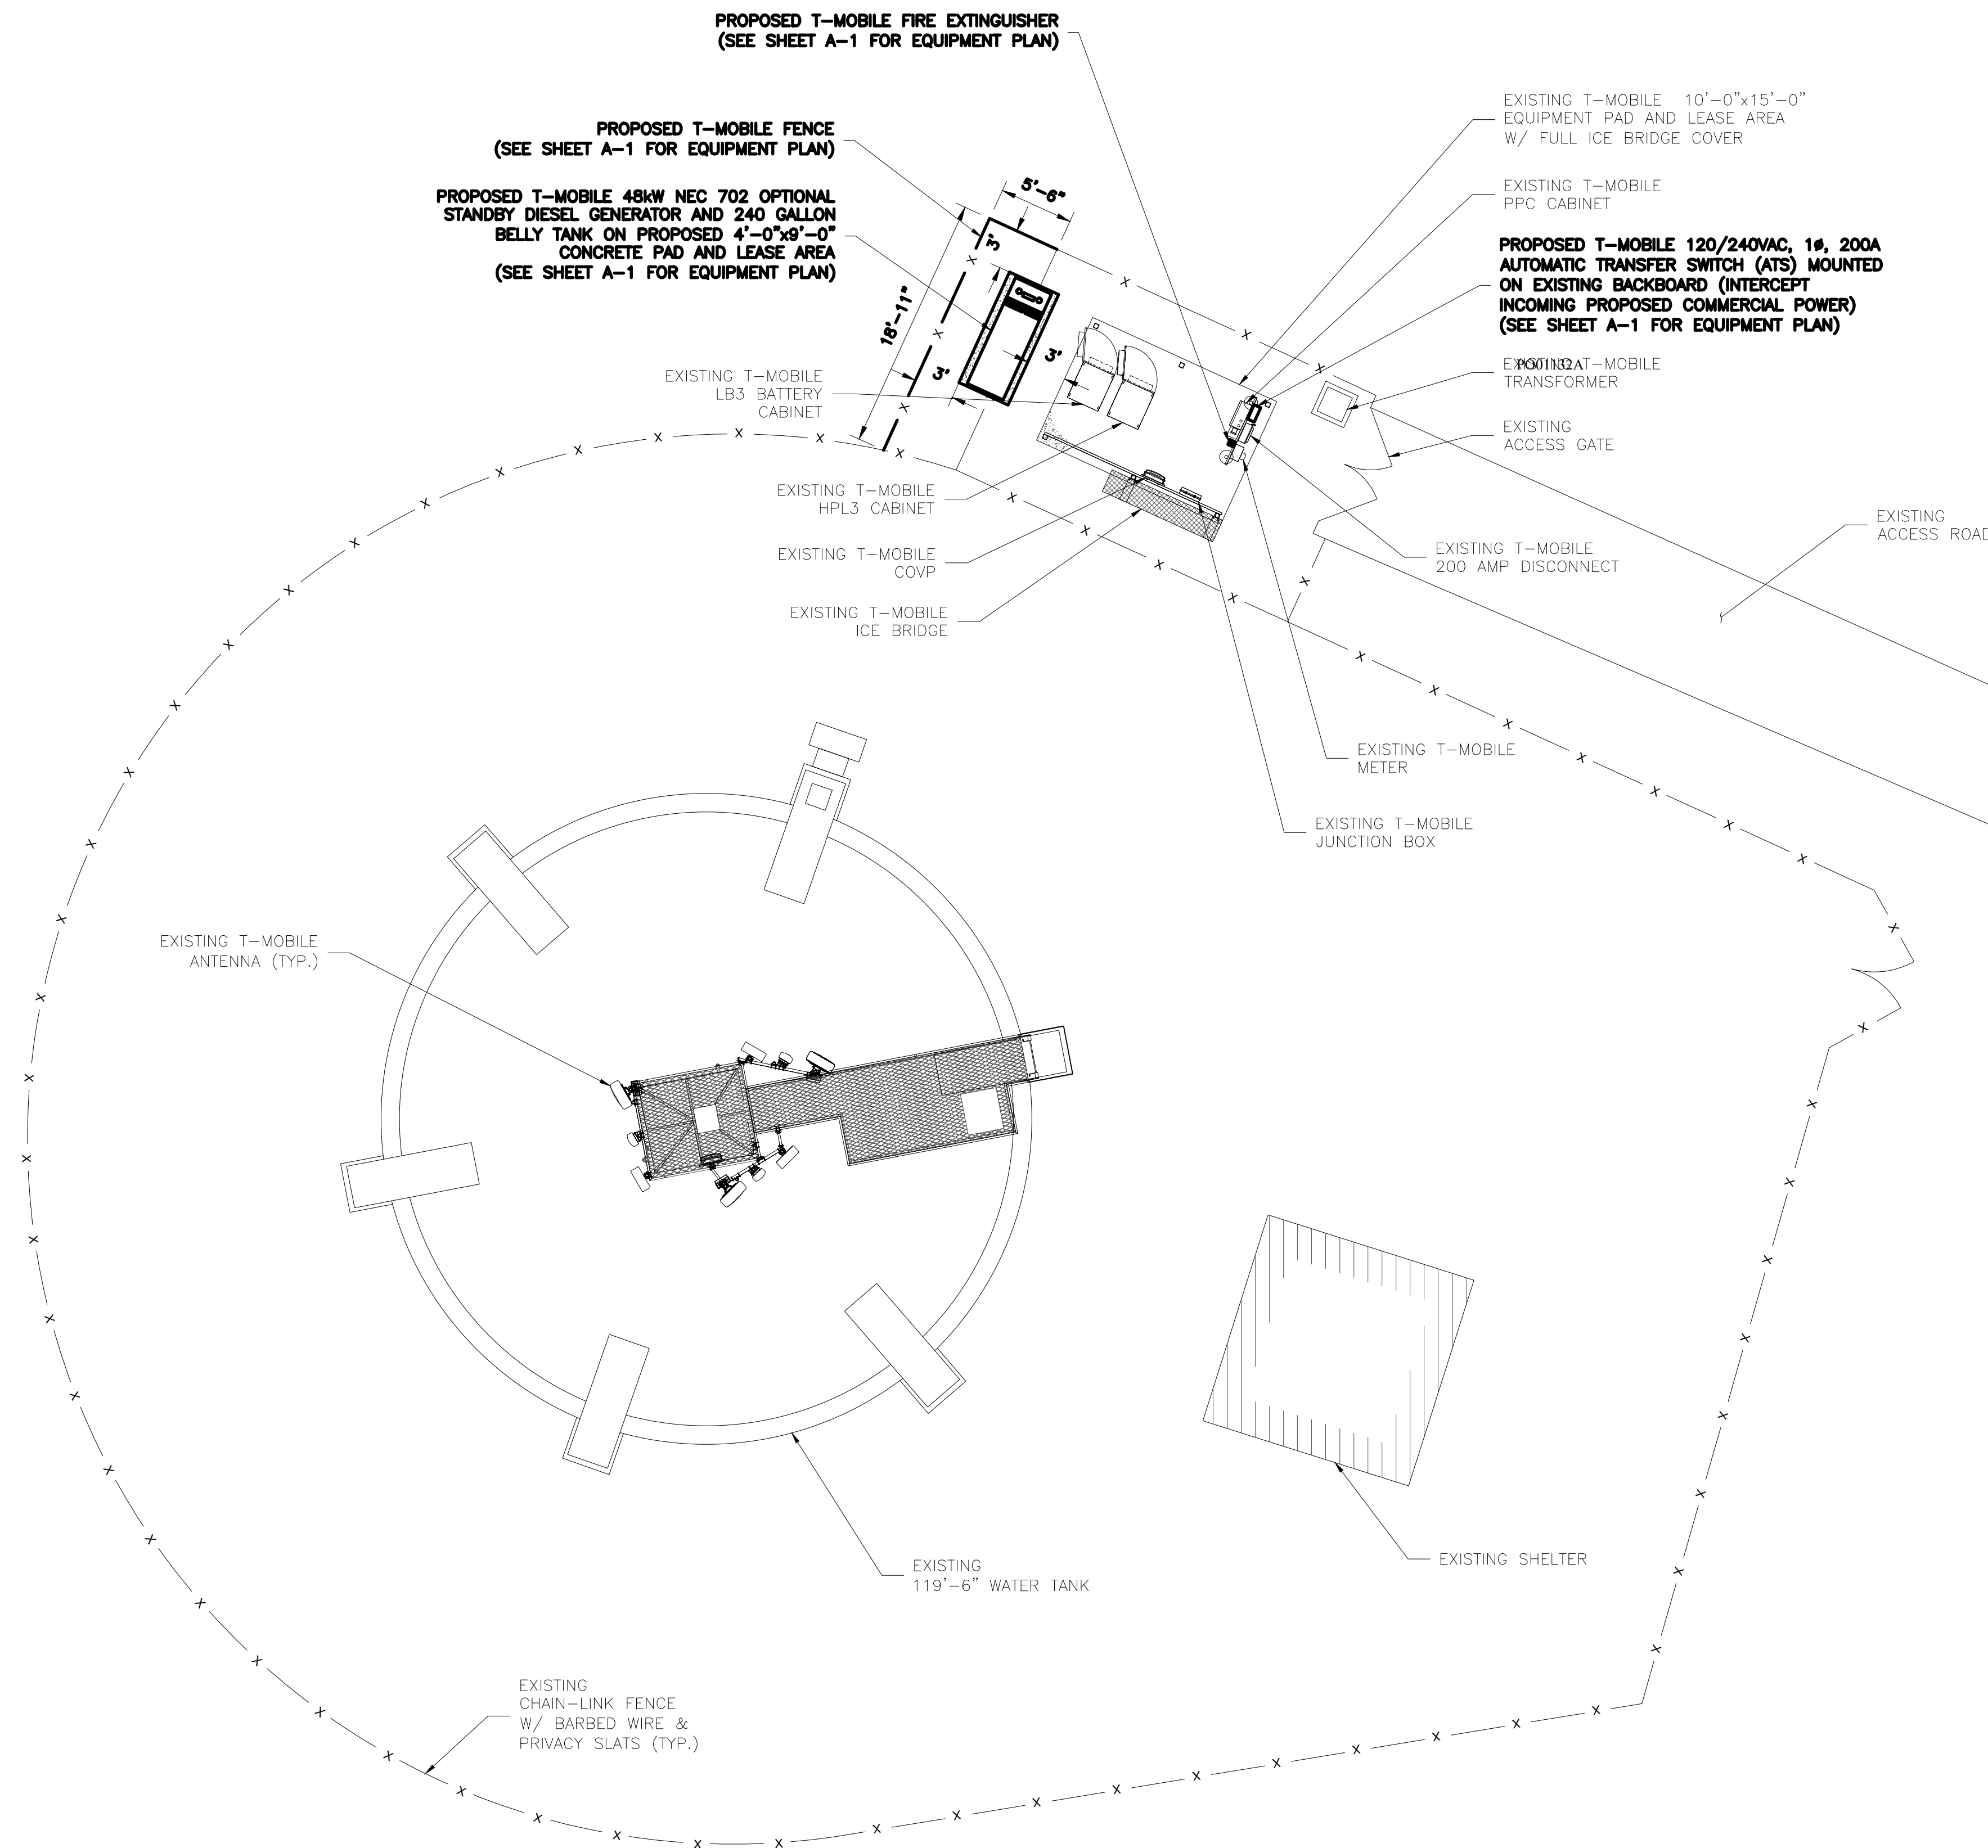 PROPOSED T-MOBILE FIRE EXTINGUISHER
(SEE SHEET A-1 FOR EQUIPMENT PLAN)
EXISTING T-MOBILE 10'-0"x15'-0"
EQUIPMENT PAD AND LEASE AREA
W/ FULL ICE BRIDGE COVER
PROPOSED T-MOBILE FENCE
(SEE SHEET A-1 FOR EQUIPMENT PLAN)
EXISTING T-MOBILE
PPC CABINET
PROPOSED T-MOBILE 48kW NEC 702 OPTIONAL
STANDBY DIESEL GENERATOR AND 240 GALLON
BELLY TANK ON PROPOSED 4'-0"x9'-0"
CONCRETE PAD AND LEASE AREA
(SEE SHEET A-1 FOR EQUIPMENT PLAN)
5'-6"
3'
18'-11"
3'
3'
PROPOSED T-MOBILE 120/240VAC, 1ø, 200A
AUTOMATIC TRANSFER SWITCH (ATS) MOUNTED
ON EXISTING BACKBOARD (INTERCEPT
INCOMING PROPOSED COMMERCIAL POWER)
(SEE SHEET A-1 FOR EQUIPMENT PLAN)
EXISTING T-MOBILE
PO01132A
TRANSFORMER
EXISTING T-MOBILE
LB3 BATTERY
CABINET
EXISTING
ACCESS GATE
EXISTING T-MOBILE
HPL3 CABINET
EXISTING
ACCESS ROAD
EXISTING T-MOBILE
COVP
EXISTING T-MOBILE
200 AMP DISCONNECT
EXISTING T-MOBILE
ICE BRIDGE
EXISTING T-MOBILE
METER
EXISTING T-MOBILE
JUNCTION BOX
EXISTING T-MOBILE
ANTENNA (TYP.)
EXISTING
119'-6" WATER TANK
EXISTING SHELTER
EXISTING
CHAIN-LINK FENCE
W/ BARBED WIRE &
PRIVACY SLATS (TYP.)